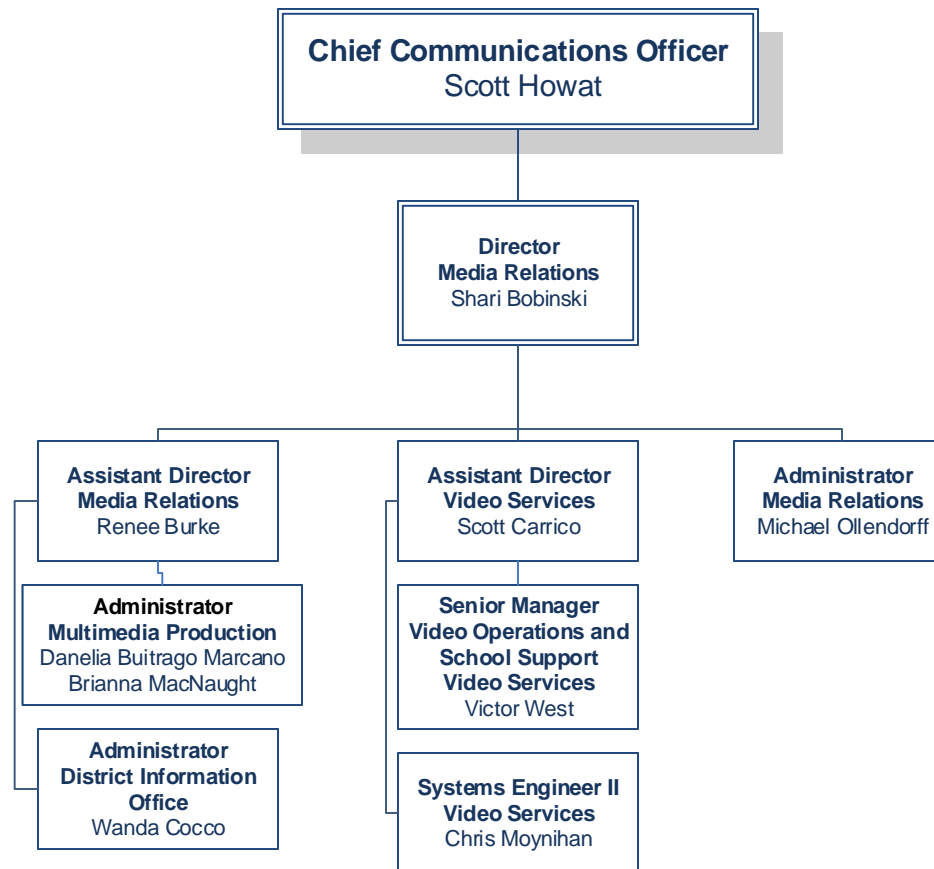 Chief Communications Officer
Scott Howat
Director
Media Relations
Shari Bobinski
Assistant Director
Media Relations
Renee Burke
Assistant Director
Video Services
Scott Carrico
Administrator
Media Relations
Michael Ollendorff
Administrator
Multimedia Production
Danelia Buitrago Marcano
Brianna MacNaught
Senior Manager
Video Operations and
School Support
Video Services
Victor West
Administrator
District Information
Office
Wanda Cocco
Systems Engineer II
Video Services
Chris Moynihan